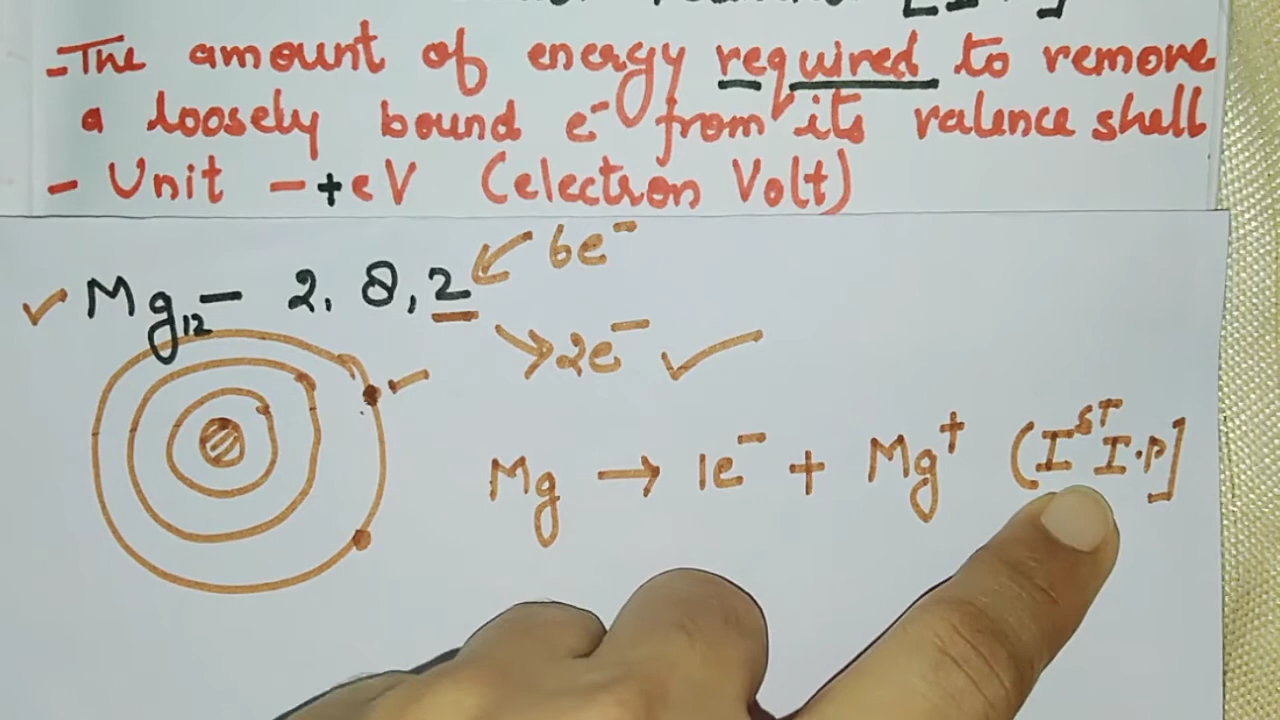 - The amount of energy required to remove
a loosely bound e⁻ from its valence shell
- Unit - +eV (electron Volt)
6e⁻
✓ Mg₁₂ - 2, 8, 2
→ 2e⁻ ✓
Mg → 1e⁻ + Mg⁺ (Iˢᵀ I.P]